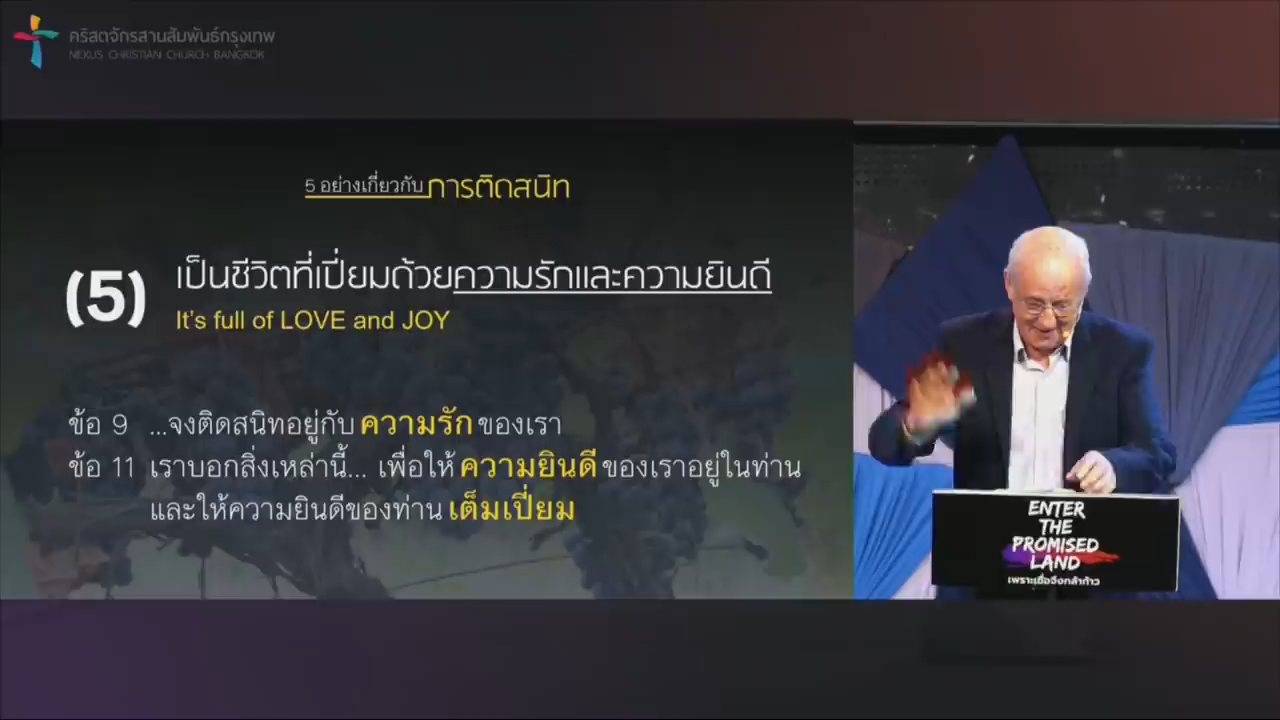 คริสตจักรสานสัมพันธ์กรุงเทพ
NEXUS CHRISTIAN CHURCH BANGKOK
5 อย่างเกี่ยวกับการติดสนิท
(5) เป็นชีวิตที่เปี่ยมด้วยความรักและความยินดี
It's full of LOVE and JOY
ข้อ 9 ...จงติดสนิทอยู่กับ ความรัก ของเรา
ข้อ 11 เราบอกสิ่งเหล่านี้... เพื่อให้ ความยินดี ของเราอยู่ในท่าน
และให้ความยินดีของท่าน เต็มเปี่ยม
ENTER
THE
PROMISED
LAND
เพราะเชื่อจึงกล้าก้าว